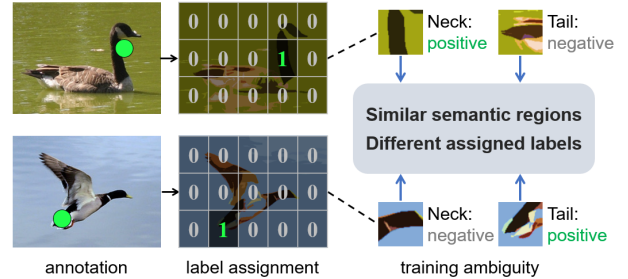 0 0 0 0 0
0 0 0 1 0
0 0 0 0 0
Neck:
positive
Tail:
negative
Similar semantic regions
Different assigned labels
0 0 0 0 0
0 0 0 0 0
0 1 0 0 0
Neck:
negative
Tail:
positive
annotation
label assignment
training ambiguity